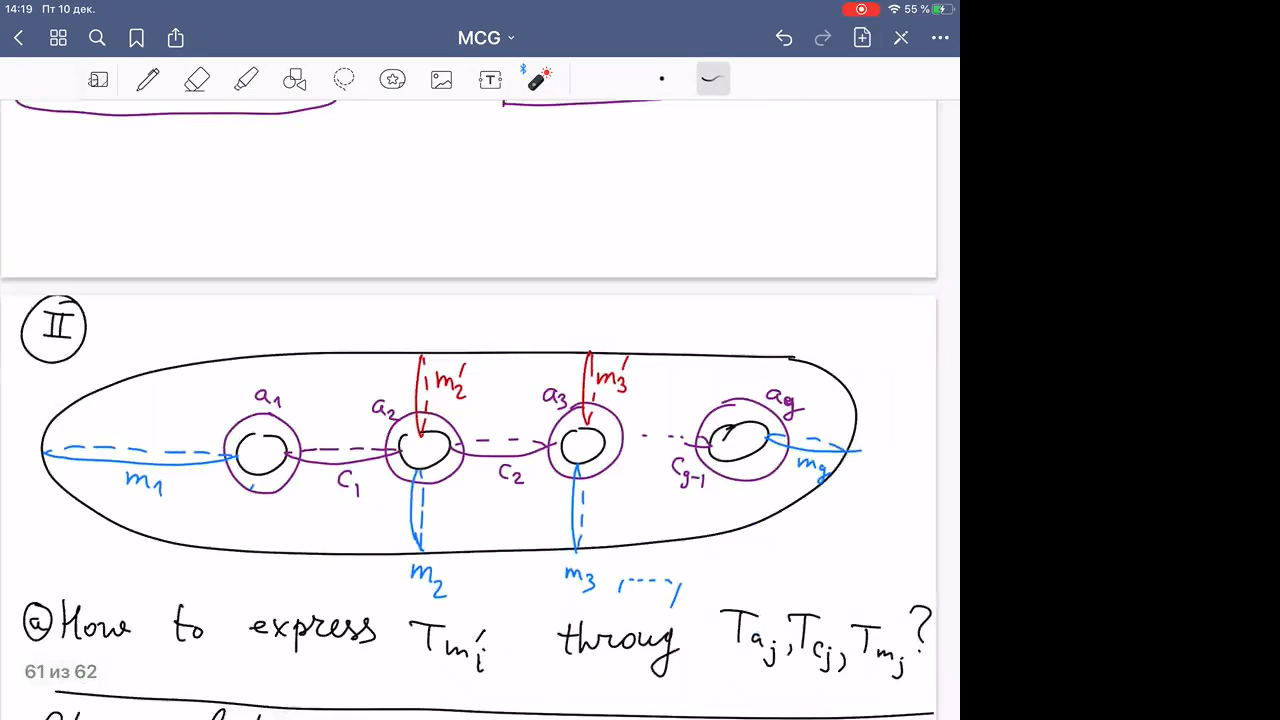 14:19 Пт 10 дек. 55 %
MCG
T
II
m2' m3'
a1 a2 a3 ag
m1 c1 c2 cg-1 mg
m2 m3
a How to express Tmi' throug Taj, Tcj, Tmj?
61 из 62